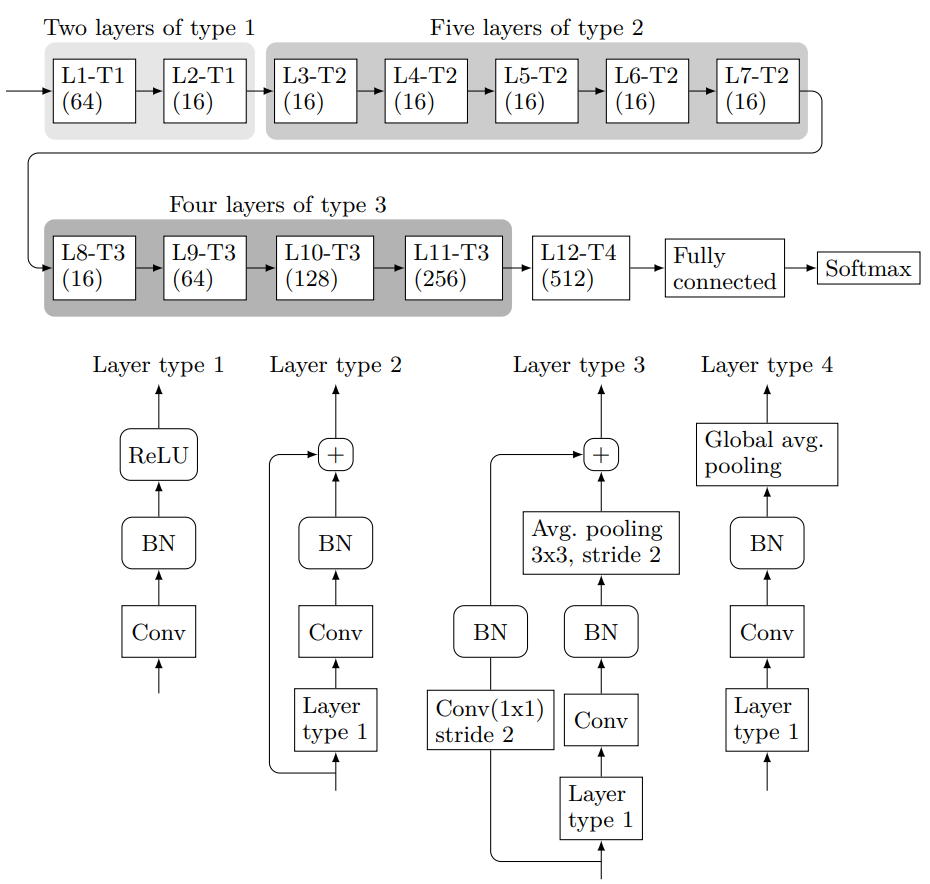 Two layers of type 1
Five layers of type 2
L1-T1
(64)
L2-T1
(16)
L3-T2
(16)
L4-T2
(16)
L5-T2
(16)
L6-T2
(16)
L7-T2
(16)
Four layers of type 3
L8-T3
(16)
L9-T3
(64)
L10-T3
(128)
L11-T3
(256)
L12-T4
(512)
Fully
connected
Softmax
Layer type 1
ReLU
BN
Conv
Layer type 2
+
BN
Conv
Layer
type 1
Layer type 3
+
Avg. pooling
3x3, stride 2
BN
BN
Conv(1x1)
stride 2
Conv
Layer
type 1
Layer type 4
Global avg.
pooling
BN
Conv
Layer
type 1